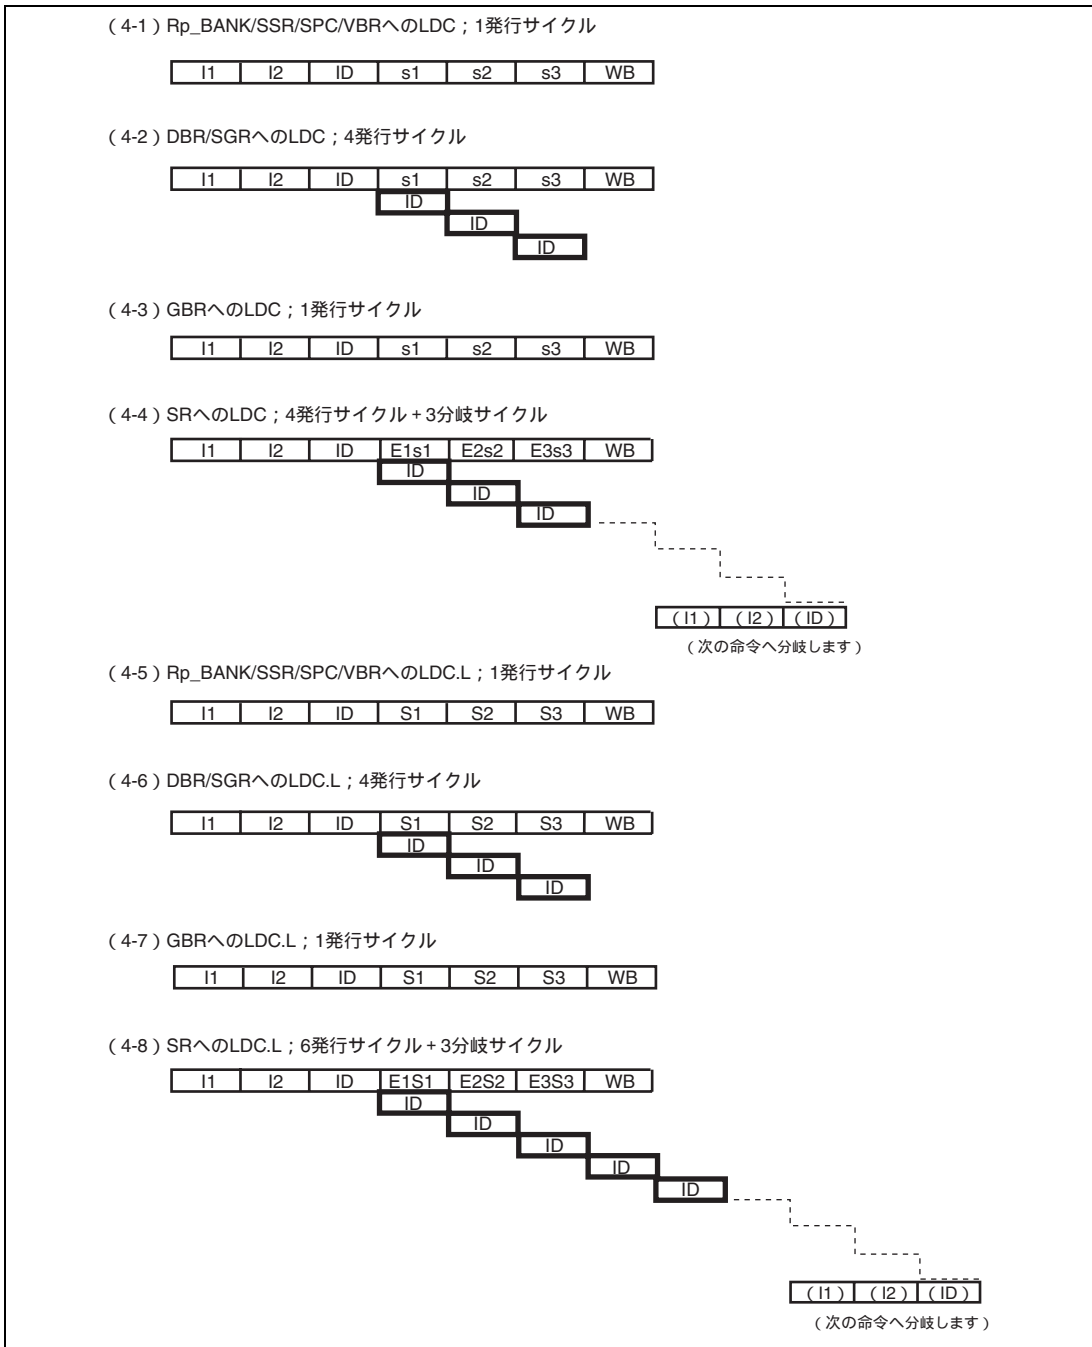 （4-1）Rp_BANK/SSR/SPC/VBRへのLDC；1発行サイクル
I1 I2 ID s1 s2 s3 WB
（4-2）DBR/SGRへのLDC；4発行サイクル
I1 I2 ID s1 s2 s3 WB
ID
ID
ID
（4-3）GBRへのLDC；1発行サイクル
I1 I2 ID s1 s2 s3 WB
（4-4）SRへのLDC；4発行サイクル+3分岐サイクル
I1 I2 ID E1s1 E2s2 E3s3 WB
ID
ID
ID
（I1）（I2）（ID）
（次の命令へ分岐します）
（4-5）Rp_BANK/SSR/SPC/VBRへのLDC.L；1発行サイクル
I1 I2 ID S1 S2 S3 WB
（4-6）DBR/SGRへのLDC.L；4発行サイクル
I1 I2 ID S1 S2 S3 WB
ID
ID
ID
（4-7）GBRへのLDC.L；1発行サイクル
I1 I2 ID S1 S2 S3 WB
（4-8）SRへのLDC.L；6発行サイクル+3分岐サイクル
I1 I2 ID E1S1 E2S2 E3S3 WB
ID
ID
ID
ID
ID
（I1）（I2）（ID）
（次の命令へ分岐します）